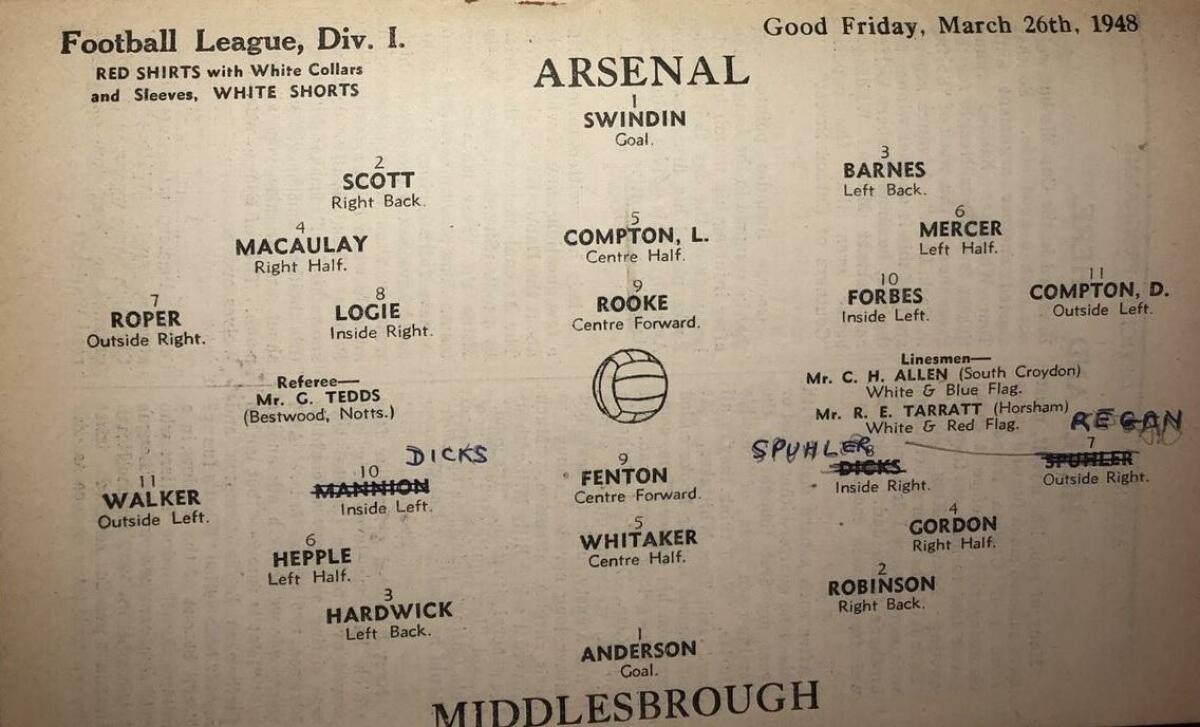 Football League, Div. I.
Good Friday, March 26th, 1948
RED SHIRTS with White Collars
and Sleeves, WHITE SHORTS
ARSENAL
1
SWINDIN
Goal.
2
SCOTT
Right Back.
3
BARNES
Left Back.
4
MACAULAY
Right Half.
5
COMPTON, L.
Centre Half.
6
MERCER
Left Half.
7
ROPER
Outside Right.
8
LOGIE
Inside Right.
9
ROOKE
Centre Forward.
10
FORBES
Inside Left.
11
COMPTON, D.
Outside Left.
Referee—
Mr. G. TEDDS
(Bestwood, Notts.)
Linesmen—
Mr. C. H. ALLEN (South Croydon)
White & Blue Flag.
Mr. R. E. TARRATT (Horsham)
White & Red Flag.
11
WALKER
Outside Left.
DICKS
10
MANNION
Inside Left.
9
FENTON
Centre Forward.
SPUHLER
8
DICKS
Inside Right.
REGAN
7
SPUHLER
Outside Right.
6
HEPPLE
Left Half.
5
WHITAKER
Centre Half.
4
GORDON
Right Half.
3
HARDWICK
Left Back.
2
ROBINSON
Right Back.
1
ANDERSON
Goal.
MIDDLESBROUGH